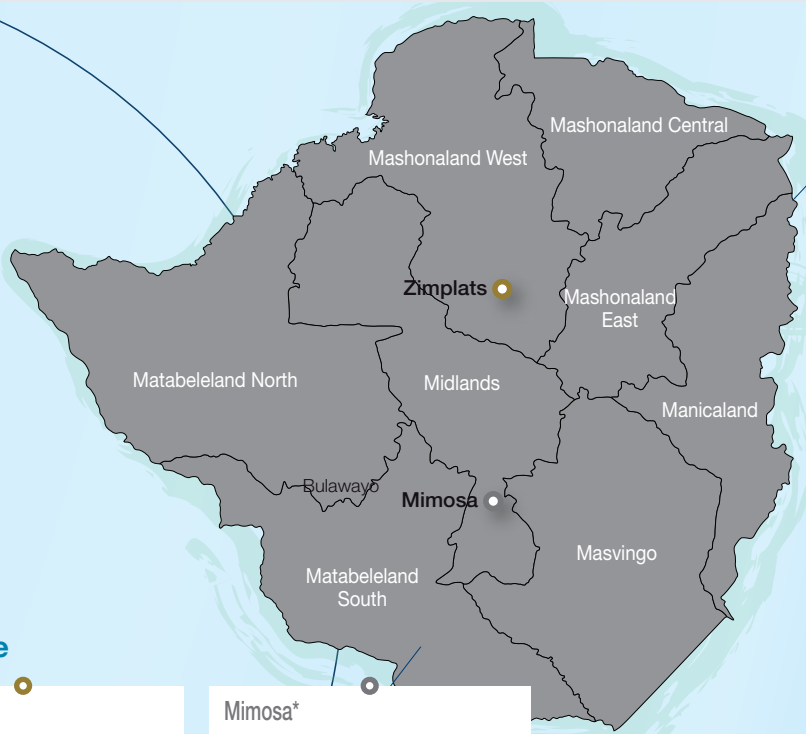 Mashonaland Central
Mashonaland West
Zimplats
Mashonaland
East
Matabeleland North
Midlands
Manicaland
Bulawayo
Mimosa
Masvingo
Matabeleland
South
e
Mimosa*